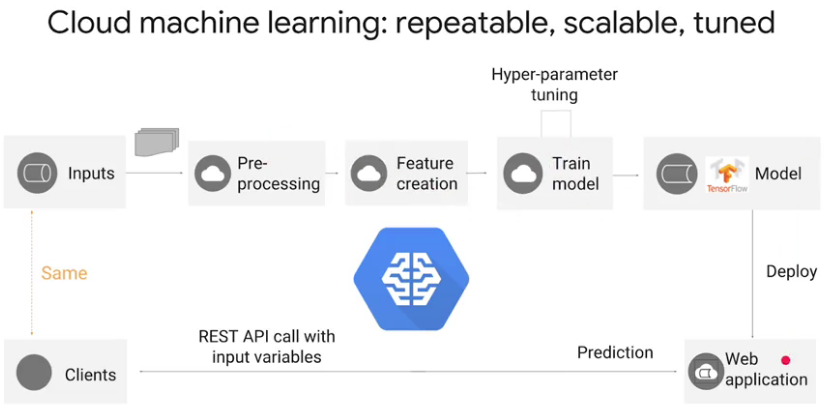 Cloud machine learning: repeatable, scalable, tuned
Hyper-parameter
tuning
Inputs
Pre-
processing
Feature
creation
Train
model
TensorFlow
Model
Same
Deploy
REST API call with
input variables
Prediction
Clients
Web
application